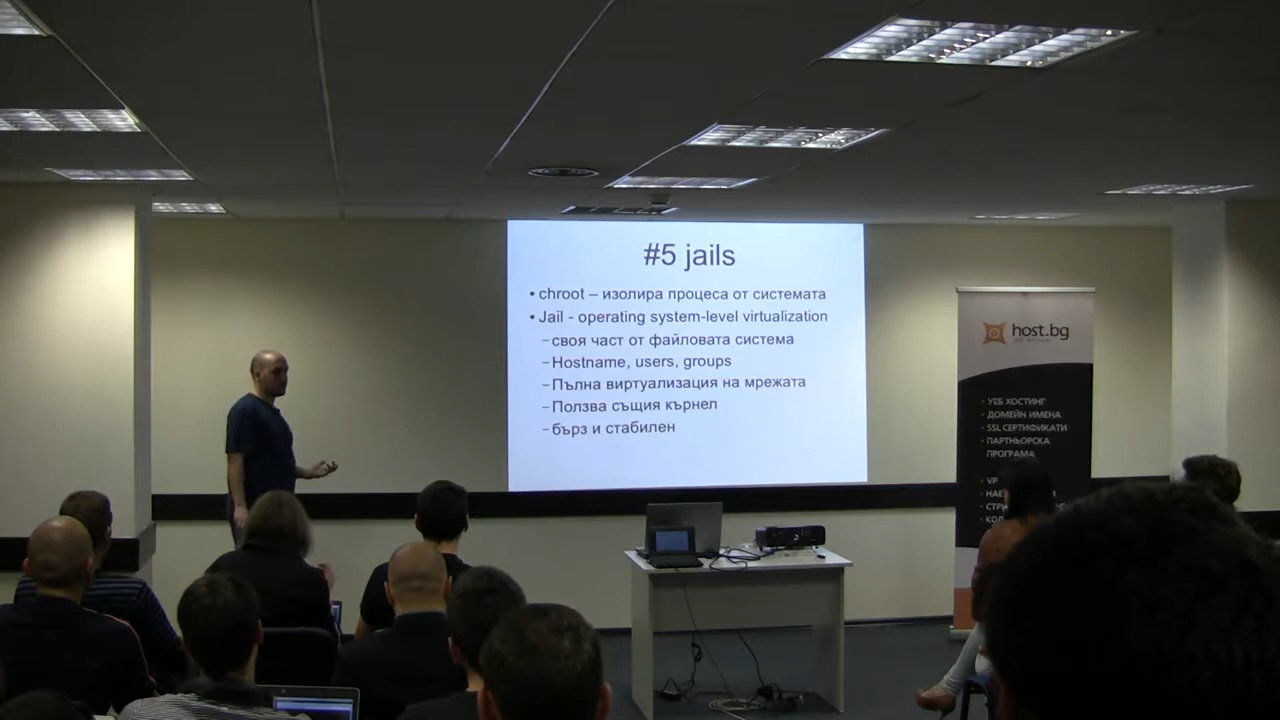 #5 jails
• chroot – изолира процеса от системата
• Jail - operating system-level virtualization
–своя част от файловата система
–Hostname, users, groups
–Пълна виртуализация на мрежата
–Ползва същия кърнел
–бърз и стабилен
host.bg
- УЕБ ХОСТИНГ
- ДОМЕЙН ИМЕНА
- SSL СЕРТИФИКАТИ
- ПАРТНЬОРСКА
ПРОГРАМА